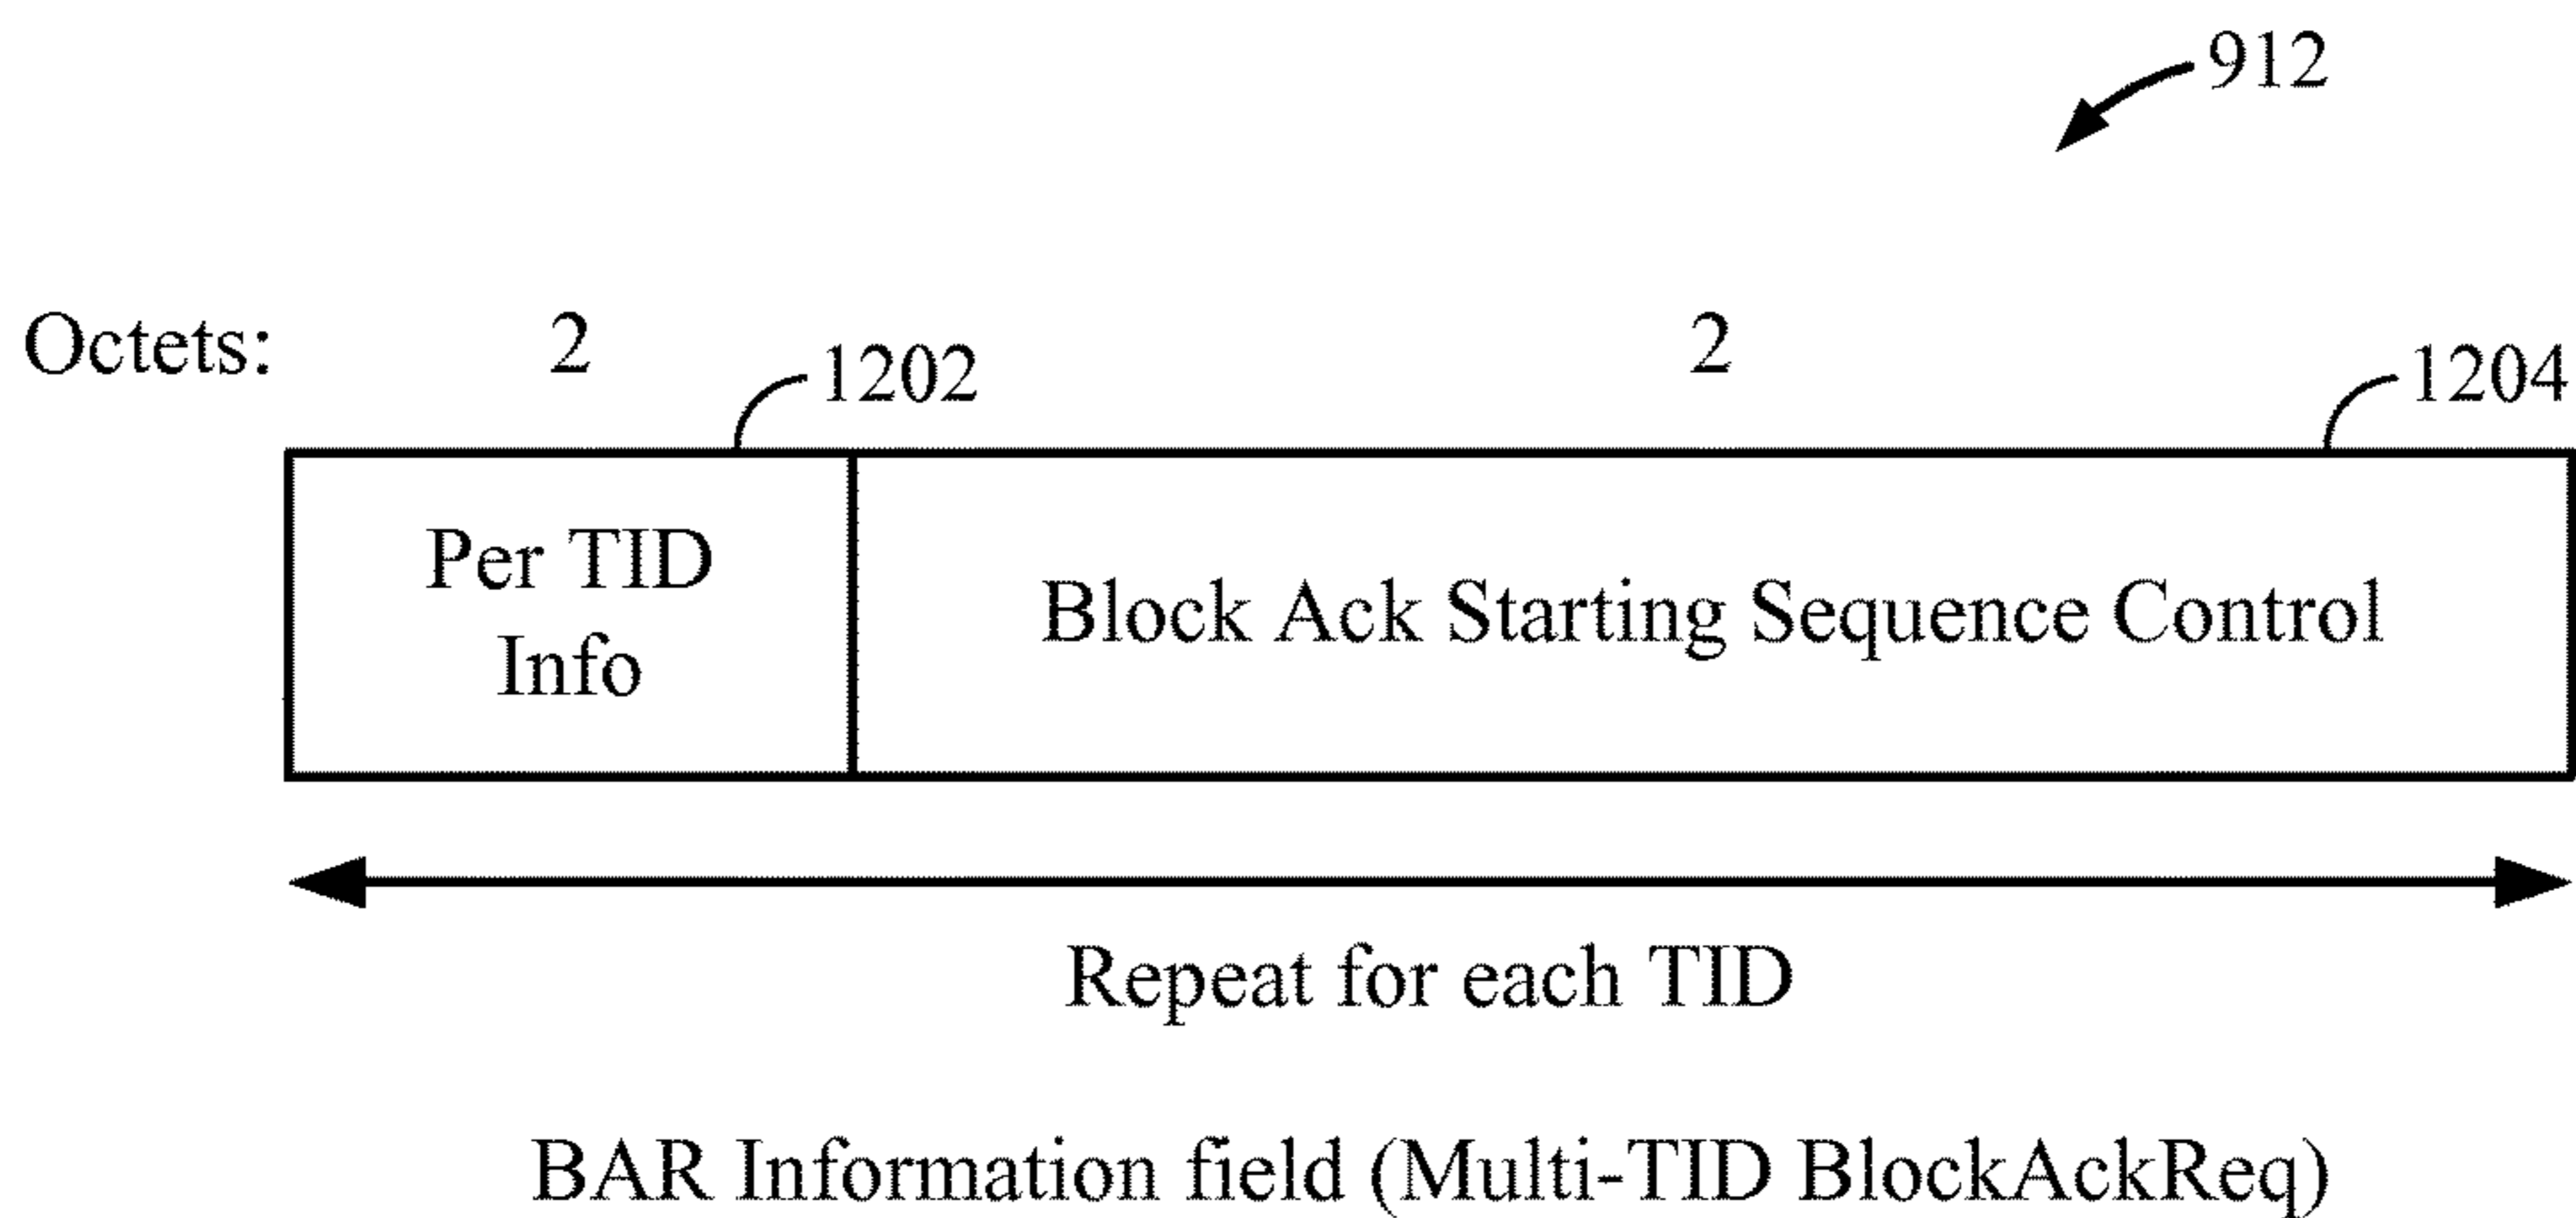 912
Octets: 2 2
1202 1204
Per TID
Info
Block Ack Starting Sequence Control
Repeat for each TID
BAR Information field (Multi-TID BlockAckReq)